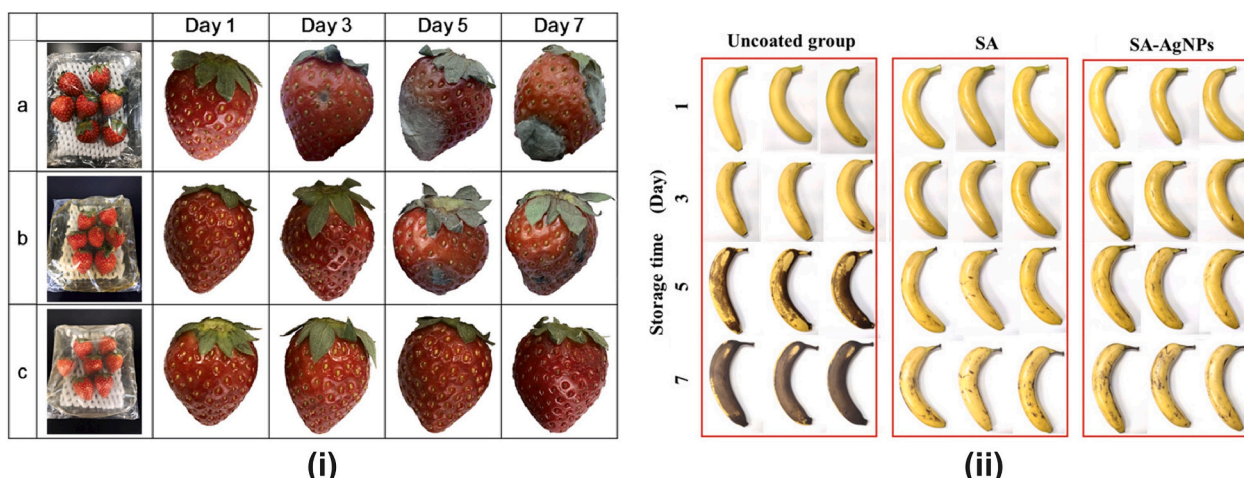 Day 1 Day 3 Day 5 Day 7
a
b
c
(i)
Uncoated group SA SA-AgNPs
Storage time (Day)
1
3
5
7
(ii)